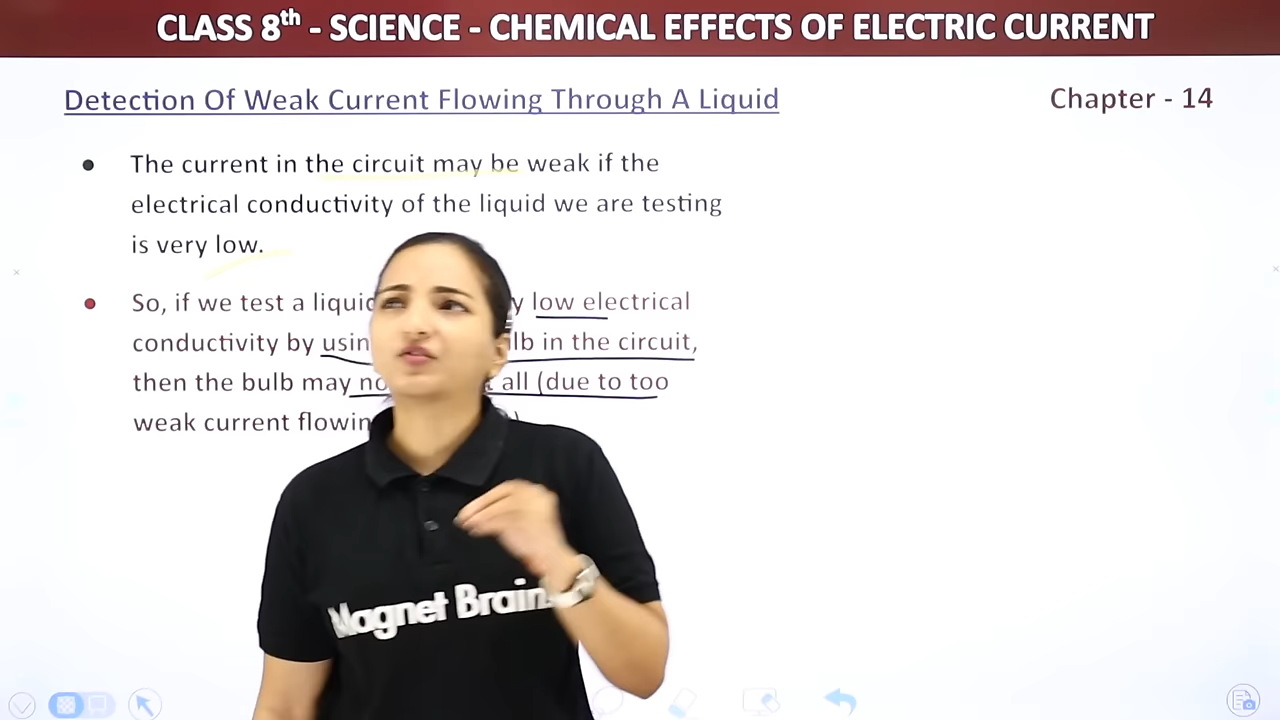 CLASS 8th - SCIENCE - CHEMICAL EFFECTS OF ELECTRIC CURRENT
Detection Of Weak Current Flowing Through A Liquid
Chapter - 14
The current in the circuit may be weak if the
electrical conductivity of the liquid we are testing
is very low.
So, if we test a low electrical
conductivity by in the circuit,
then the bulb may all (due to too
weak current
Magnet Brains